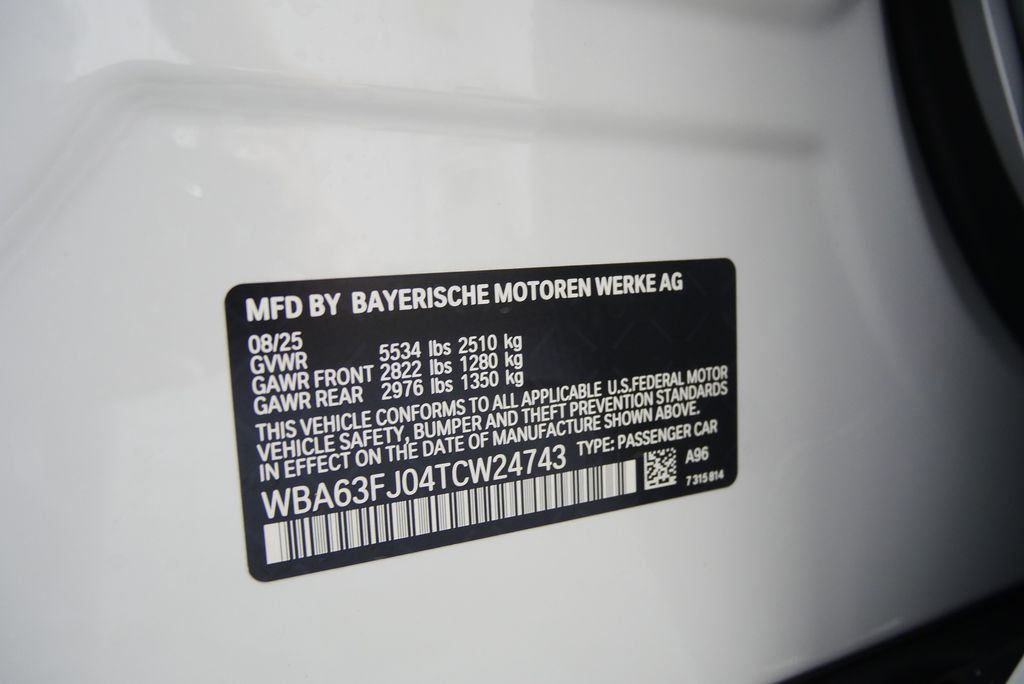 MFD BY BAYERISCHE MOTOREN WERKE AG
08/25
GVWR 5534 lbs 2510 kg
GAWR FRONT 2822 lbs 1280 kg
GAWR REAR 2976 lbs 1350 kg
THIS VEHICLE CONFORMS TO ALL APPLICABLE U.S.FEDERAL MOTOR
VEHICLE SAFETY, BUMPER AND THEFT PREVENTION STANDARDS
IN EFFECT ON THE DATE OF MANUFACTURE SHOWN ABOVE.
WBA63FJ04TCW24743 TYPE: PASSENGER CAR
A96
7 315 814